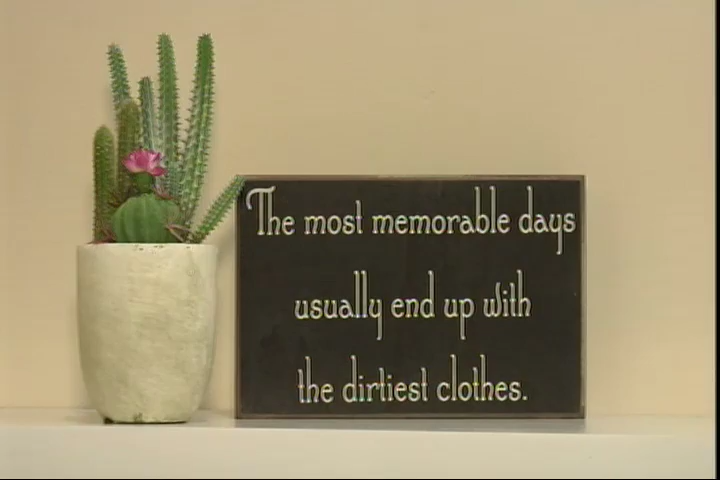 The most memorable days
usually end up with
the dirtiest clothes.